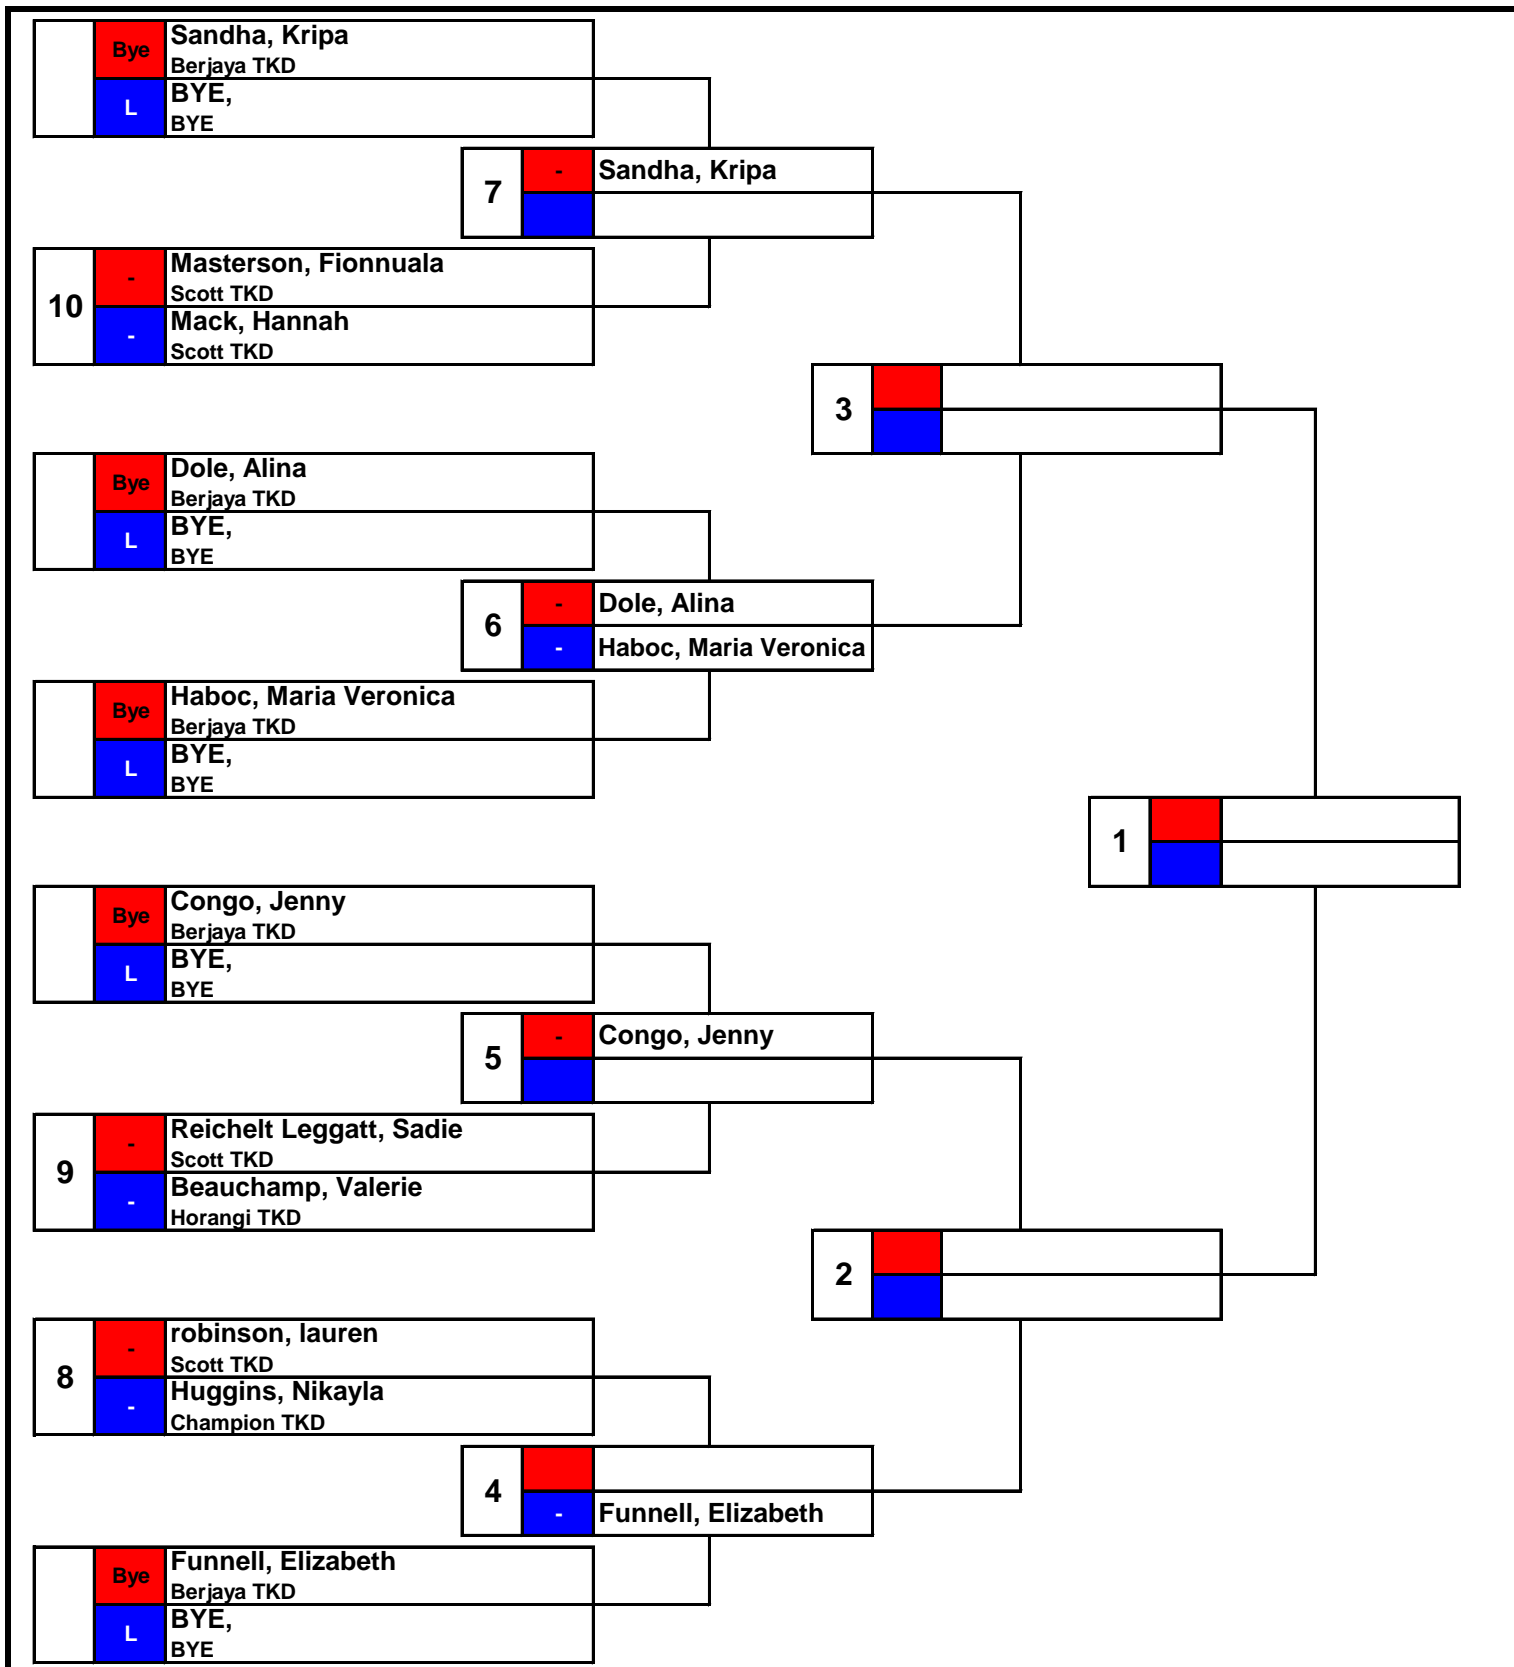 Bye Sandha, Kripa
Berjaya TKD
L BYE,
BYE
7 - Sandha, Kripa
10 - Masterson, Fionnuala
Scott TKD
- Mack, Hannah
Scott TKD
3
Bye Dole, Alina
Berjaya TKD
L BYE,
BYE
6 - Dole, Alina
- Haboc, Maria Veronica
Bye Haboc, Maria Veronica
Berjaya TKD
L BYE,
BYE
1
Bye Congo, Jenny
Berjaya TKD
L BYE,
BYE
5 - Congo, Jenny
9 - Reichelt Leggatt, Sadie
Scott TKD
- Beauchamp, Valerie
Horangi TKD
2
8 - robinson, lauren
Scott TKD
- Huggins, Nikayla
Champion TKD
4
- Funnell, Elizabeth
Bye Funnell, Elizabeth
Berjaya TKD
L BYE,
BYE